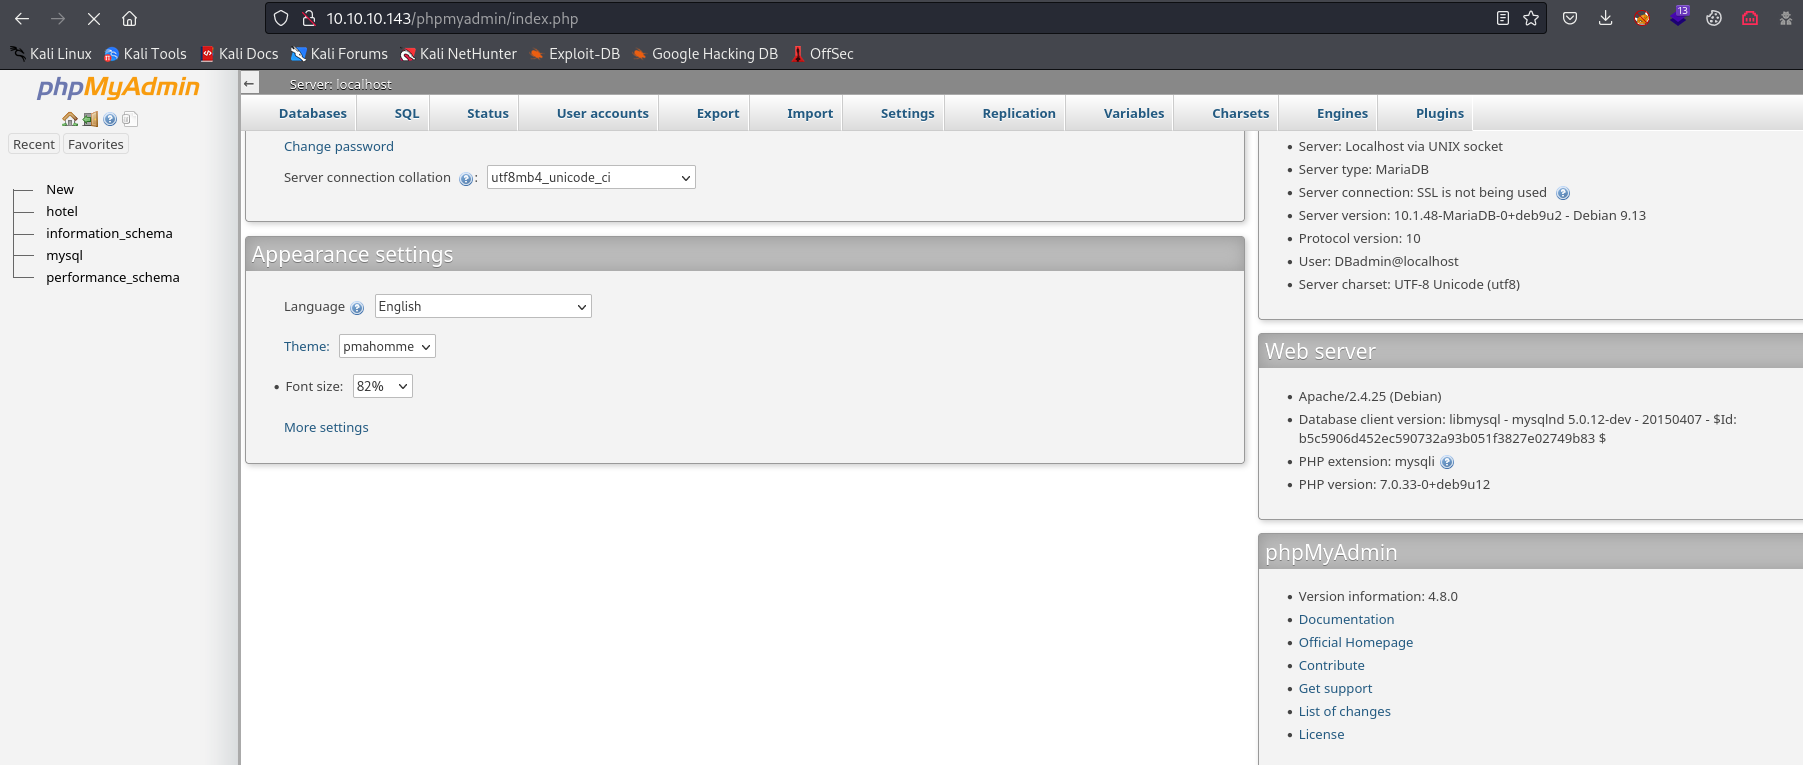 10.10.10.143/phpmyadmin/index.php
13
Kali Linux Kali Tools Kali Docs Kali Forums Kali NetHunter Exploit-DB Google Hacking DB OffSec
phpMyAdmin
Recent Favorites
New
hotel
information_schema
mysql
performance_schema
Server: localhost
Databases SQL Status User accounts Export Import Settings Replication Variables Charsets Engines Plugins
Change password
Server connection collation : utf8mb4_unicode_ci
Appearance settings
Language English
Theme: pmahomme
• Font size: 82%
More settings
• Server: Localhost via UNIX socket
• Server type: MariaDB
• Server connection: SSL is not being used
• Server version: 10.1.48-MariaDB-0+deb9u2 - Debian 9.13
• Protocol version: 10
• User: DBadmin@localhost
• Server charset: UTF-8 Unicode (utf8)
Web server
• Apache/2.4.25 (Debian)
• Database client version: libmysql - mysqlnd 5.0.12-dev - 20150407 - $Id:
b5c5906d452ec590732a93b051f3827e02749b83 $
• PHP extension: mysqli
• PHP version: 7.0.33-0+deb9u12
phpMyAdmin
• Version information: 4.8.0
• Documentation
• Official Homepage
• Contribute
• Get support
• List of changes
• License